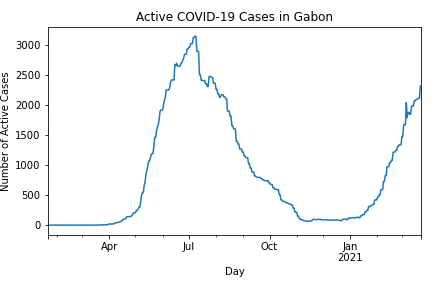 Active COVID-19 Cases in Gabon
Number of Active Cases
3000
2500
2000
1500
1000
500
0
Apr
Jul
Oct
Jan
2021
Day